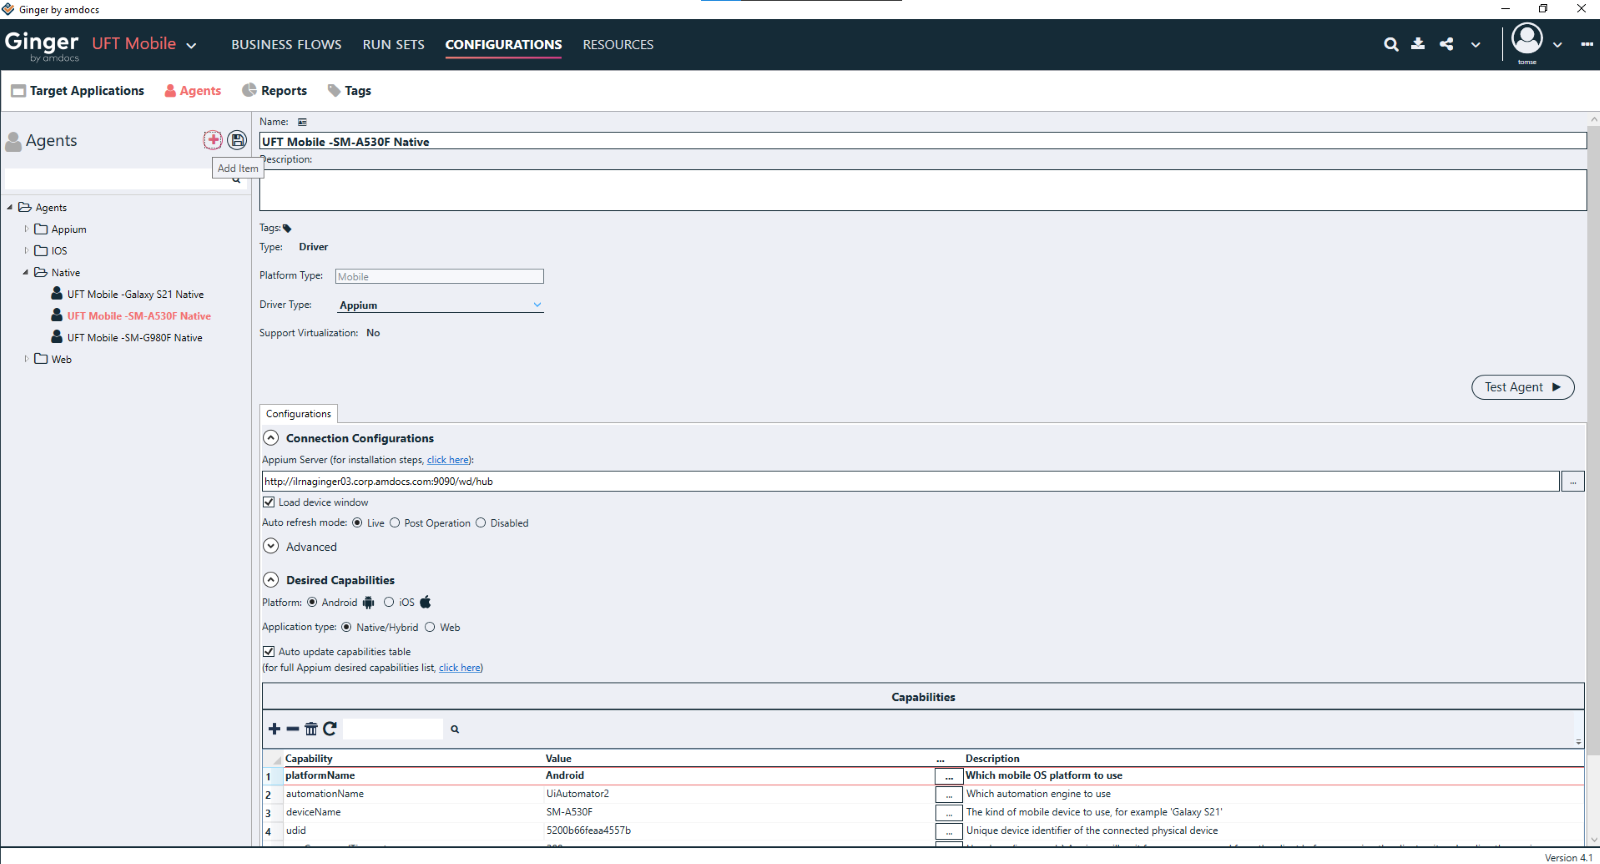 Ginger by amdocs
Ginger
by amdocs
UFT Mobile
BUSINESS FLOWS
RUN SETS
CONFIGURATIONS
RESOURCES
tomse
Target Applications
Agents
Reports
Tags
Agents
Add Item
Agents
Appium
IOS
Native
UFT Mobile -Galaxy S21 Native
UFT Mobile -SM-A530F Native
UFT Mobile -SM-G980F Native
Web
Name:
UFT Mobile -SM-A530F Native
Description:
Tags:
Type: Driver
Platform Type: Mobile
Driver Type: Appium
Support Virtualization: No
Test Agent
Configurations
Connection Configurations
Appium Server (for installation steps, click here):
http://ilrnaginger03.corp.amdocs.com:9090/wd/hub
...
Load device window
Auto refresh mode: Live Post Operation Disabled
Advanced
Desired Capabilities
Platform: Android iOS
Application type: Native/Hybrid Web
Auto update capabilities table
(for full Appium desired capabilities list, click here)
Capabilities
Capability Value ... Description
1 platformName Android ... Which mobile OS platform to use
2 automationName UiAutomator2 ... Which automation engine to use
3 deviceName SM-A530F ... The kind of mobile device to use, for example 'Galaxy S21'
4 udid 5200b66feaa4557b ... Unique device identifier of the connected physical device
Version 4.1